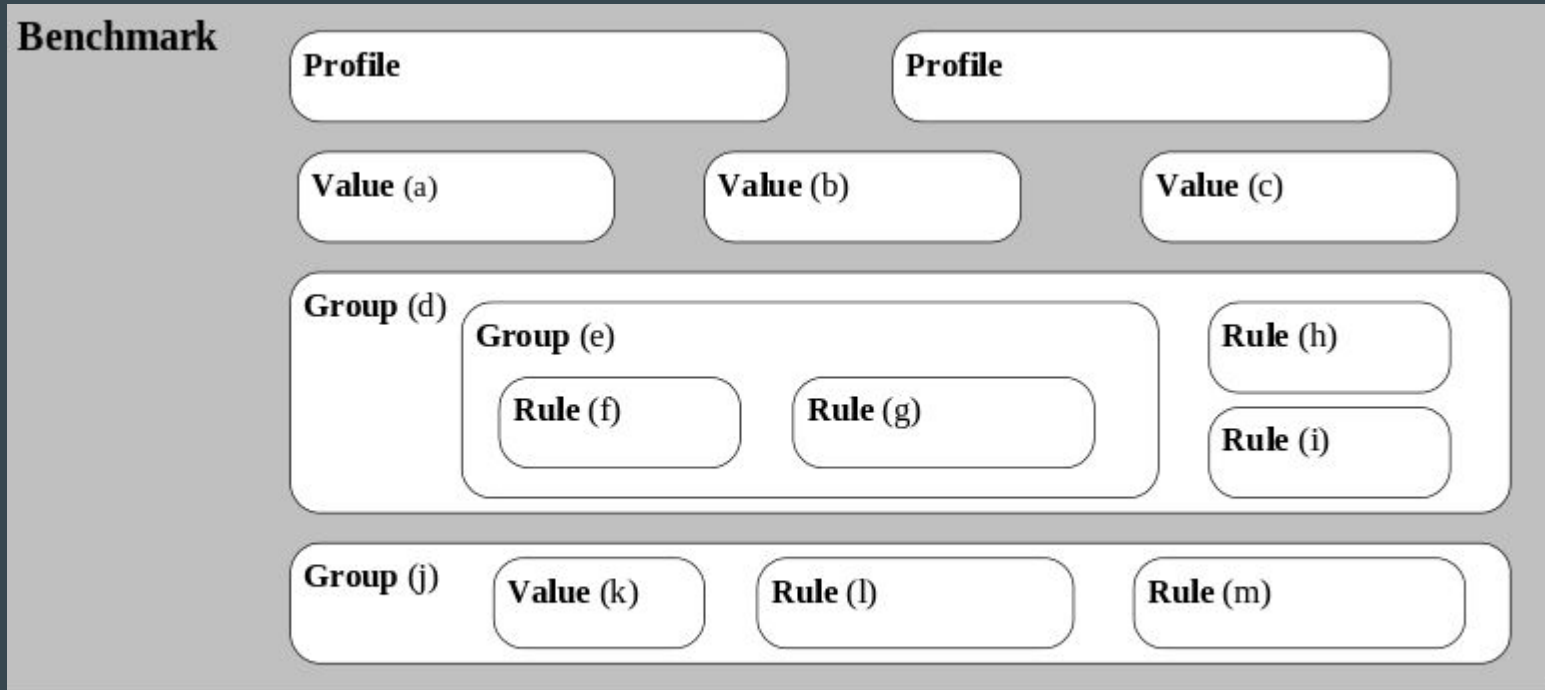 Benchmark
Profile
Profile
Value (a)
Value (b)
Value (c)
Group (d)
Group (e)
Rule (f)
Rule (g)
Rule (h)
Rule (i)
Group (j)
Value (k)
Rule (l)
Rule (m)